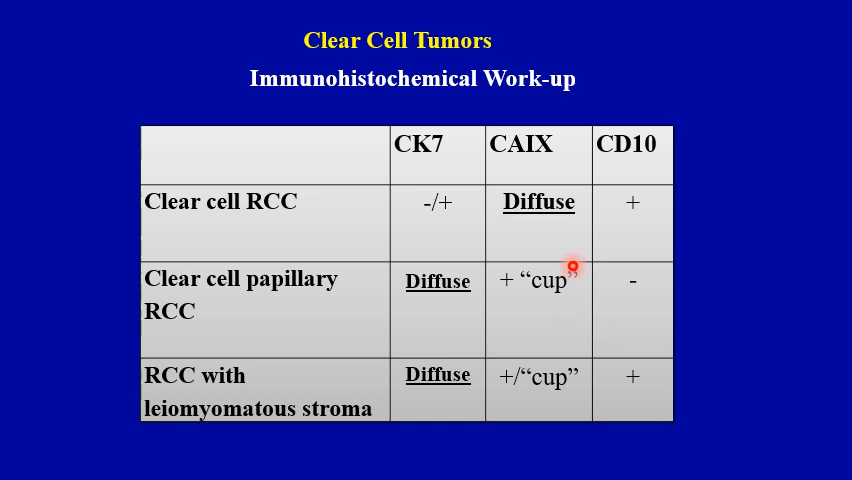 Clear Cell Tumors
Immunohistochemical Work-up
CK7 CAIX CD10
Clear cell RCC -/+ Diffuse +
Clear cell papillary Diffuse + “cup” -
RCC
RCC with Diffuse +/“cup” +
leiomyomatous stroma